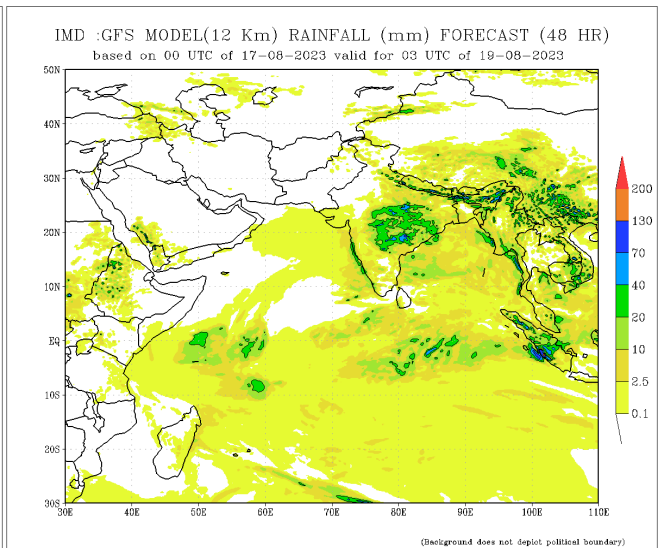 IMD :GFS MODEL(12 Km) RAINFALL (mm) FORECAST (48 HR)
based on 00 UTC of 17-08-2023 valid for 03 UTC of 19-08-2023
50N
40N
30N
20N
10N
EQ
10S
20S
30S
30E 40E 50E 60E 70E 80E 90E 100E 110E
200
130
70
40
20
10
2.5
0.1
(Background does not depict political boundary)